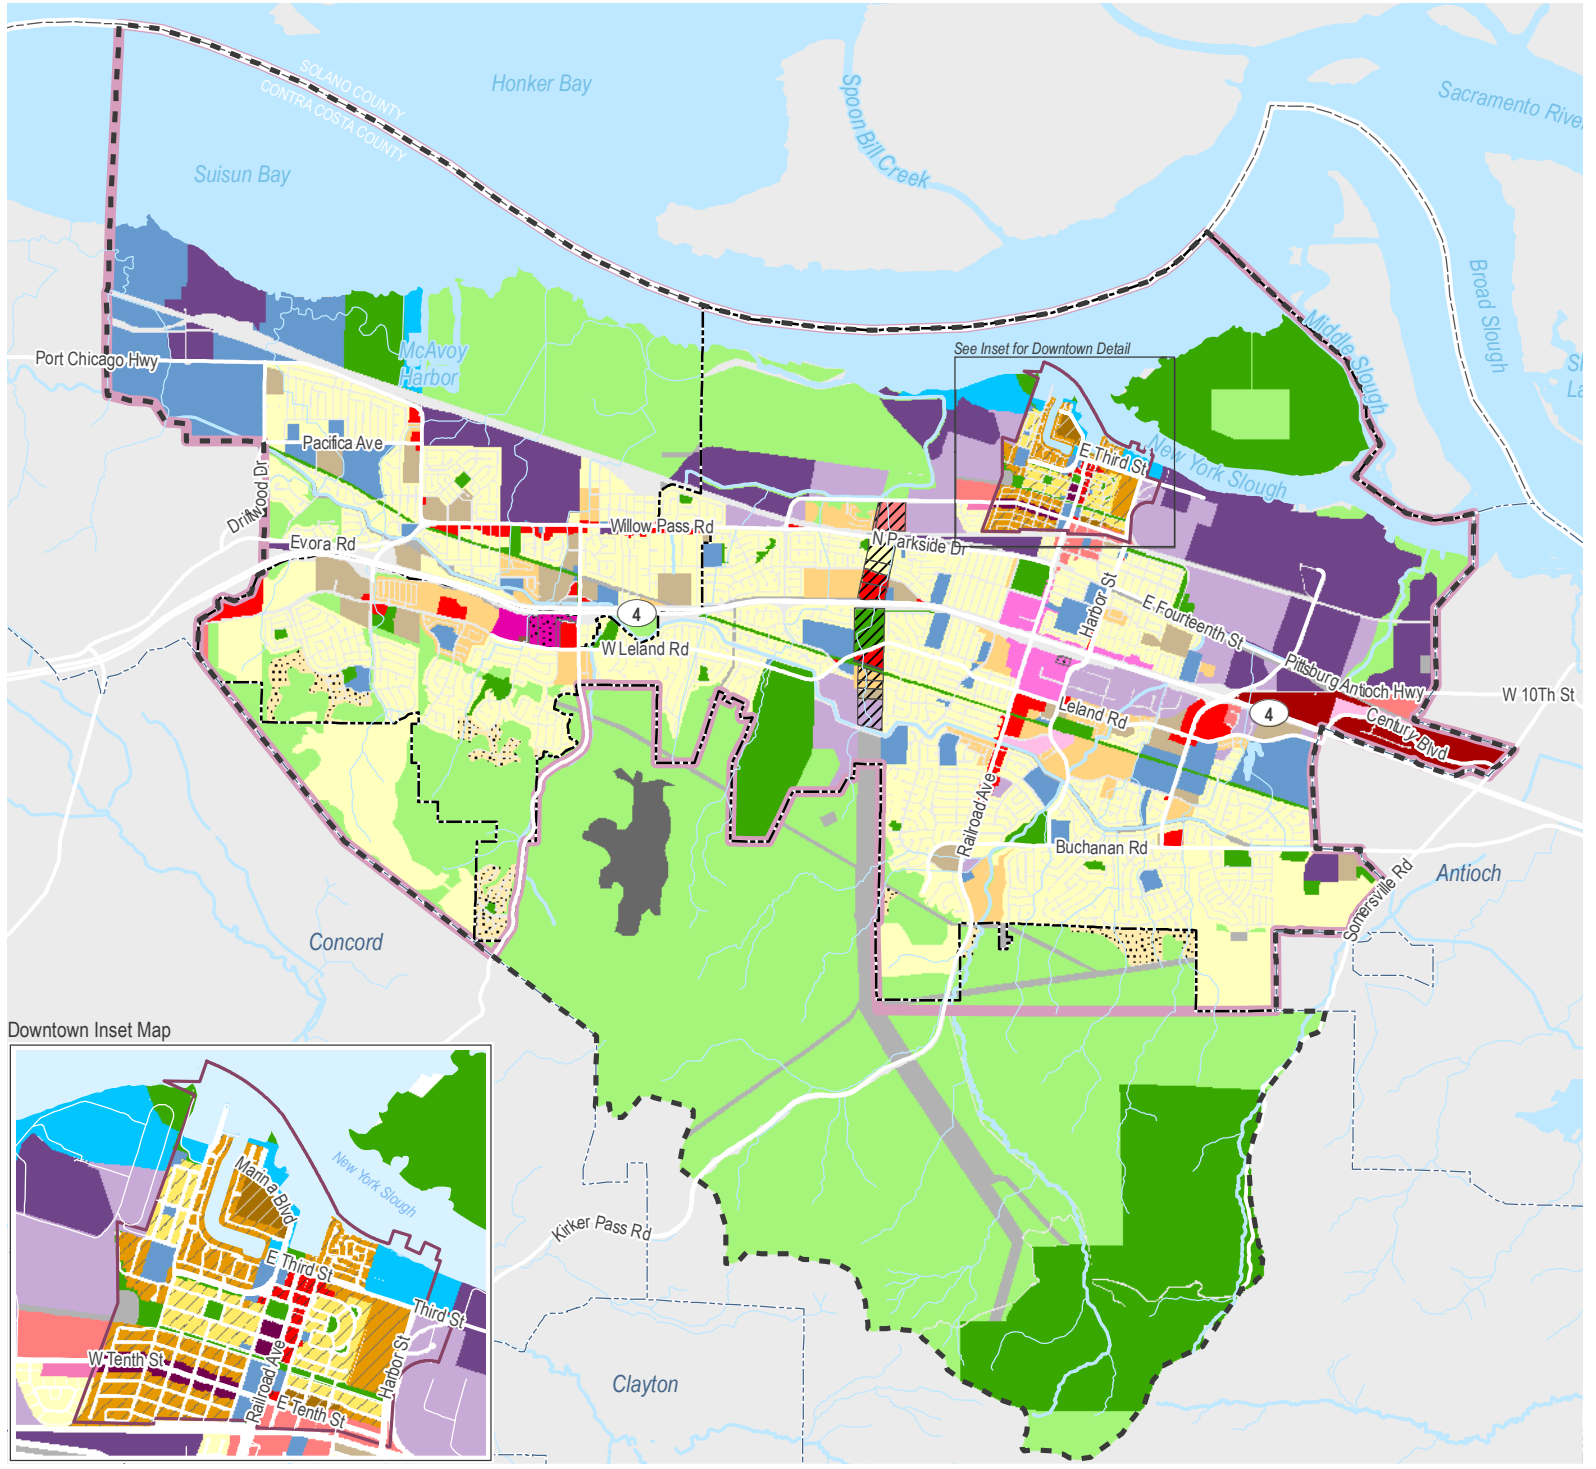 Honker Bay
SOLANO COUNTY
CONTRA COSTA COUNTY
Spoon Bill Creek
Sacramento River
Suisun Bay
Broad Slough
Middle Slough
McAvoy
Harbor
Port Chicago Hwy
See Inset for Downtown Detail
Pacifica Ave
E Third St
New York Slough
Driftwood Dr
Willow Pass Rd
Evora Rd
N Parkside Dr
Harbor St
E Fourteenth St
4
W Leland Rd
Pittsburg Antioch Hwy
W 10Th St
Leland Rd
4
Century Blvd
Railroad Ave
Buchanan Rd
Somersville Rd
Antioch
Concord
Downtown Inset Map
Marina Blvd
New York Slough
E Third St
Third St
W Tenth St
Railroad Ave
Harbor St
E Tenth St
Kirker Pass Rd
Clayton